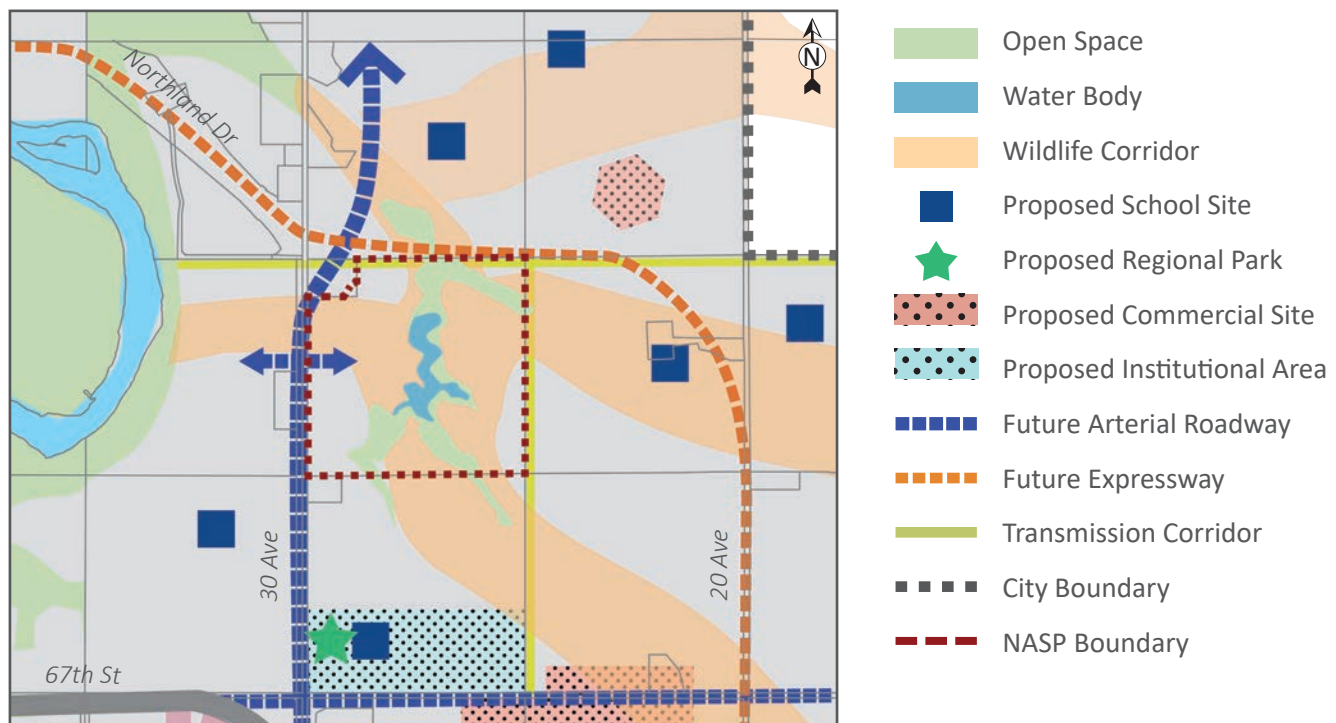 Northland Dr
N
30 Ave
20 Ave
67th St
Open Space
Water Body
Wildlife Corridor
Proposed School Site
Proposed Regional Park
Proposed Commercial Site
Proposed Institutional Area
Future Arterial Roadway
Future Expressway
Transmission Corridor
City Boundary
NASP Boundary